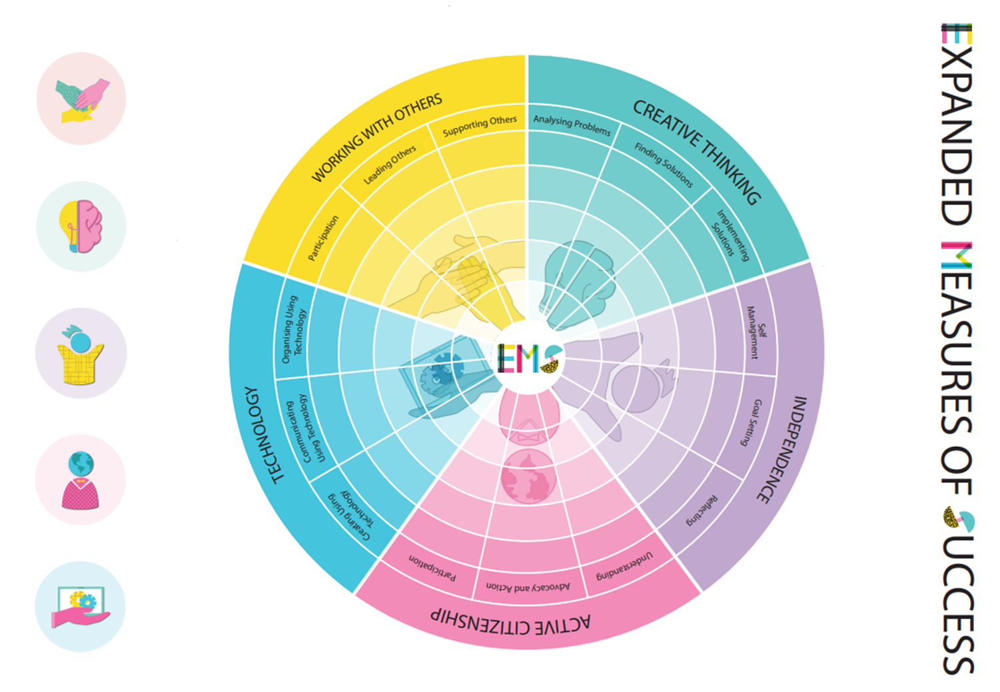 WORKING WITH OTHERS
Supporting Others
Leading Others
Participation
CREATIVE THINKING
Analysing Problems
Finding Solutions
Implementing
Solutions
INDEPENDENCE
Self
Management
Goal Setting
Reflecting
ACTIVE CITIZENSHIP
Understanding
Advocacy and Action
Participation
TECHNOLOGY
Creating Using
Technology
Communicating
Using Technology
Organising Using
Technology
EMS
EXPANDED MEASURES OF SUCCESS